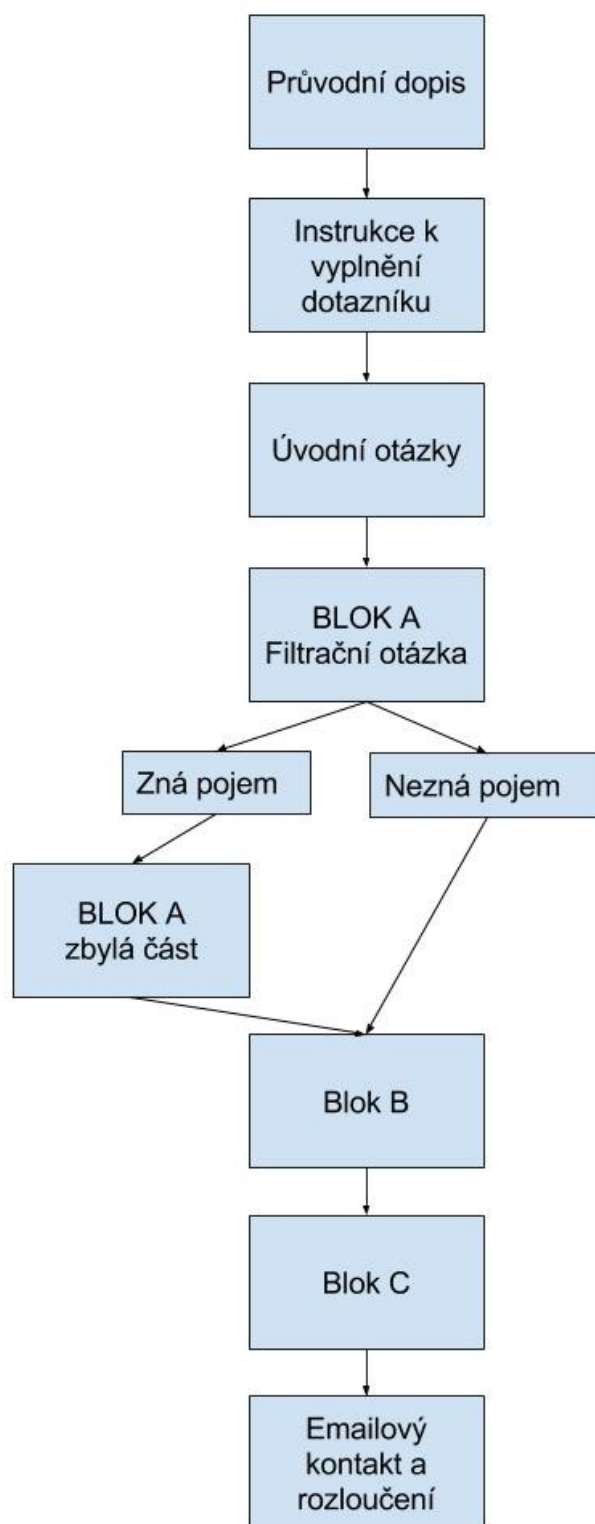 Průvodní dopis
Instrukce k
vyplnění
dotazníku
Úvodní otázky
BLOK A
Filtrační otázka
Zná pojem
Nezná pojem
BLOK A
zbylá část
Blok B
Blok C
Emailový
kontakt a
rozloučení